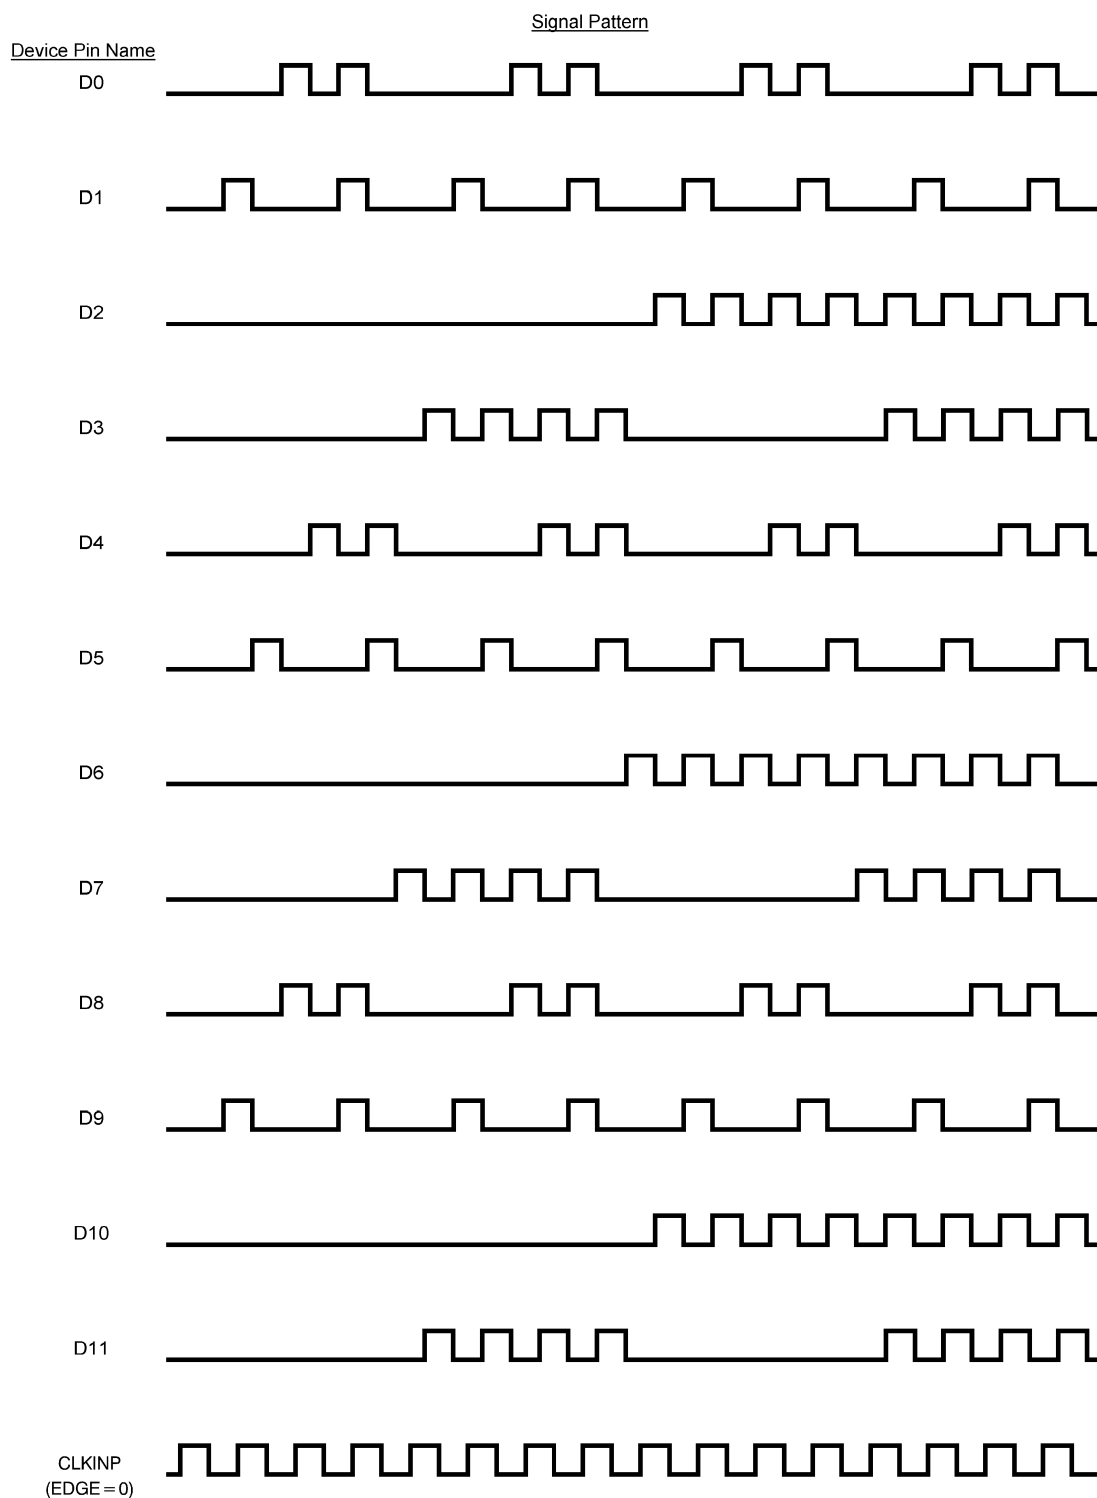 Signal Pattern
Device Pin Name
D0
D1
D2
D3
D4
D5
D6
D7
D8
D9
D10
D11
CLKINP
(EDGE=0)